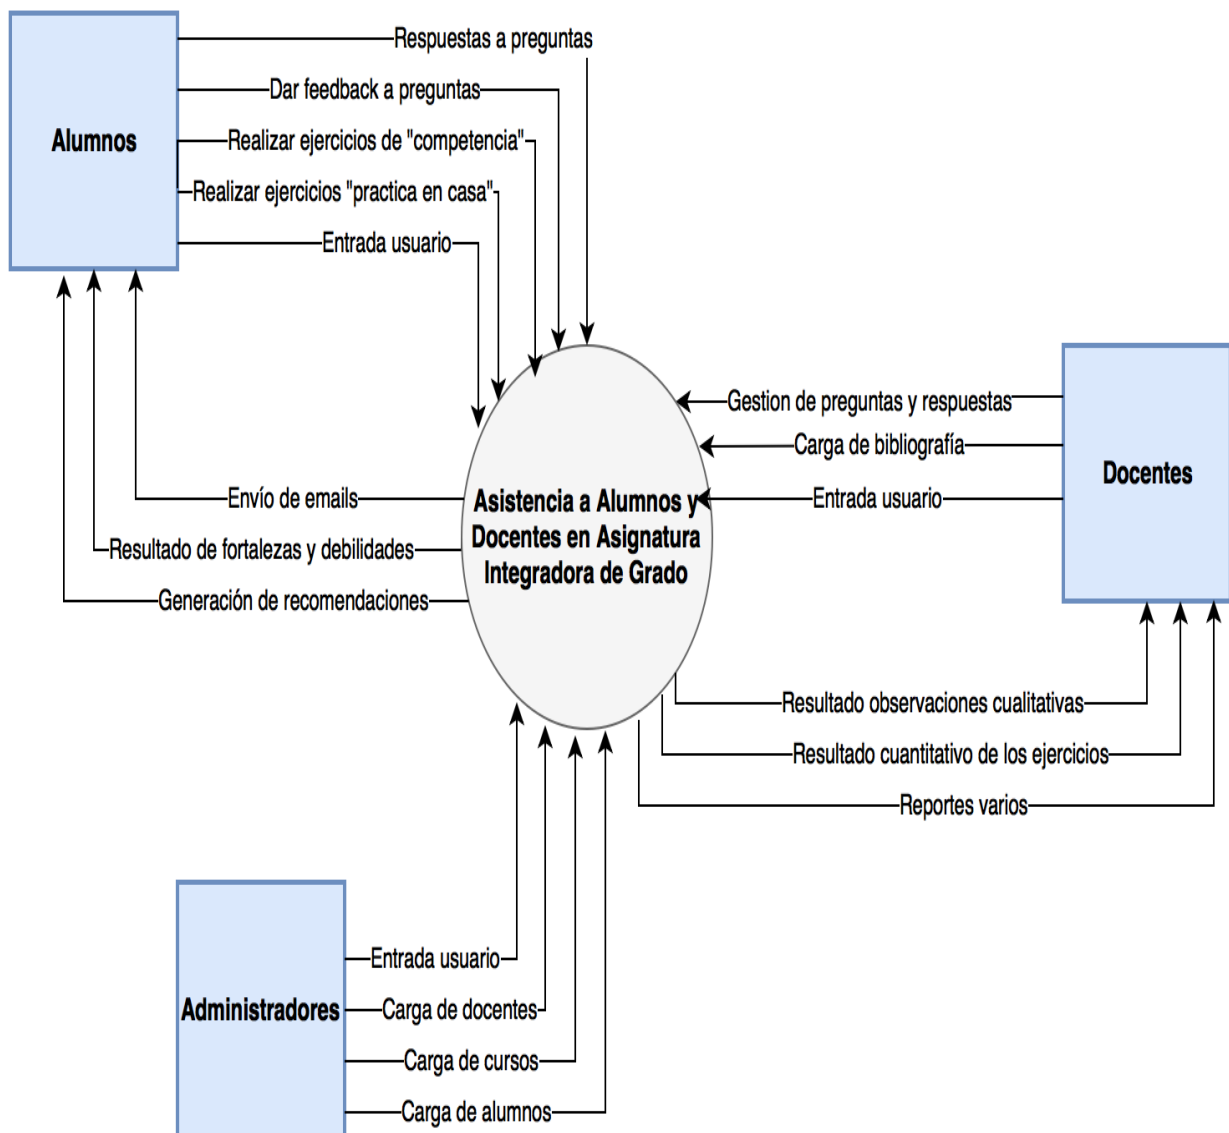 Respuestas a preguntas
Dar feedback a preguntas
Alumnos
Realizar ejercicios de "competencia"
Realizar ejercicios "practica en casa"
Entrada usuario
Gestion de preguntas y respuestas
Carga de bibliografía
Docentes
Entrada usuario
Envío de emails
Asistencia a Alumnos y
Docentes en Asignatura
Integradora de Grado
Resultado de fortalezas y debilidades
Generación de recomendaciones
Resultado observaciones cualitativas
Resultado cuantitativo de los ejercicios
Reportes varios
Entrada usuario
Administradores
Carga de docentes
Carga de cursos
Carga de alumnos